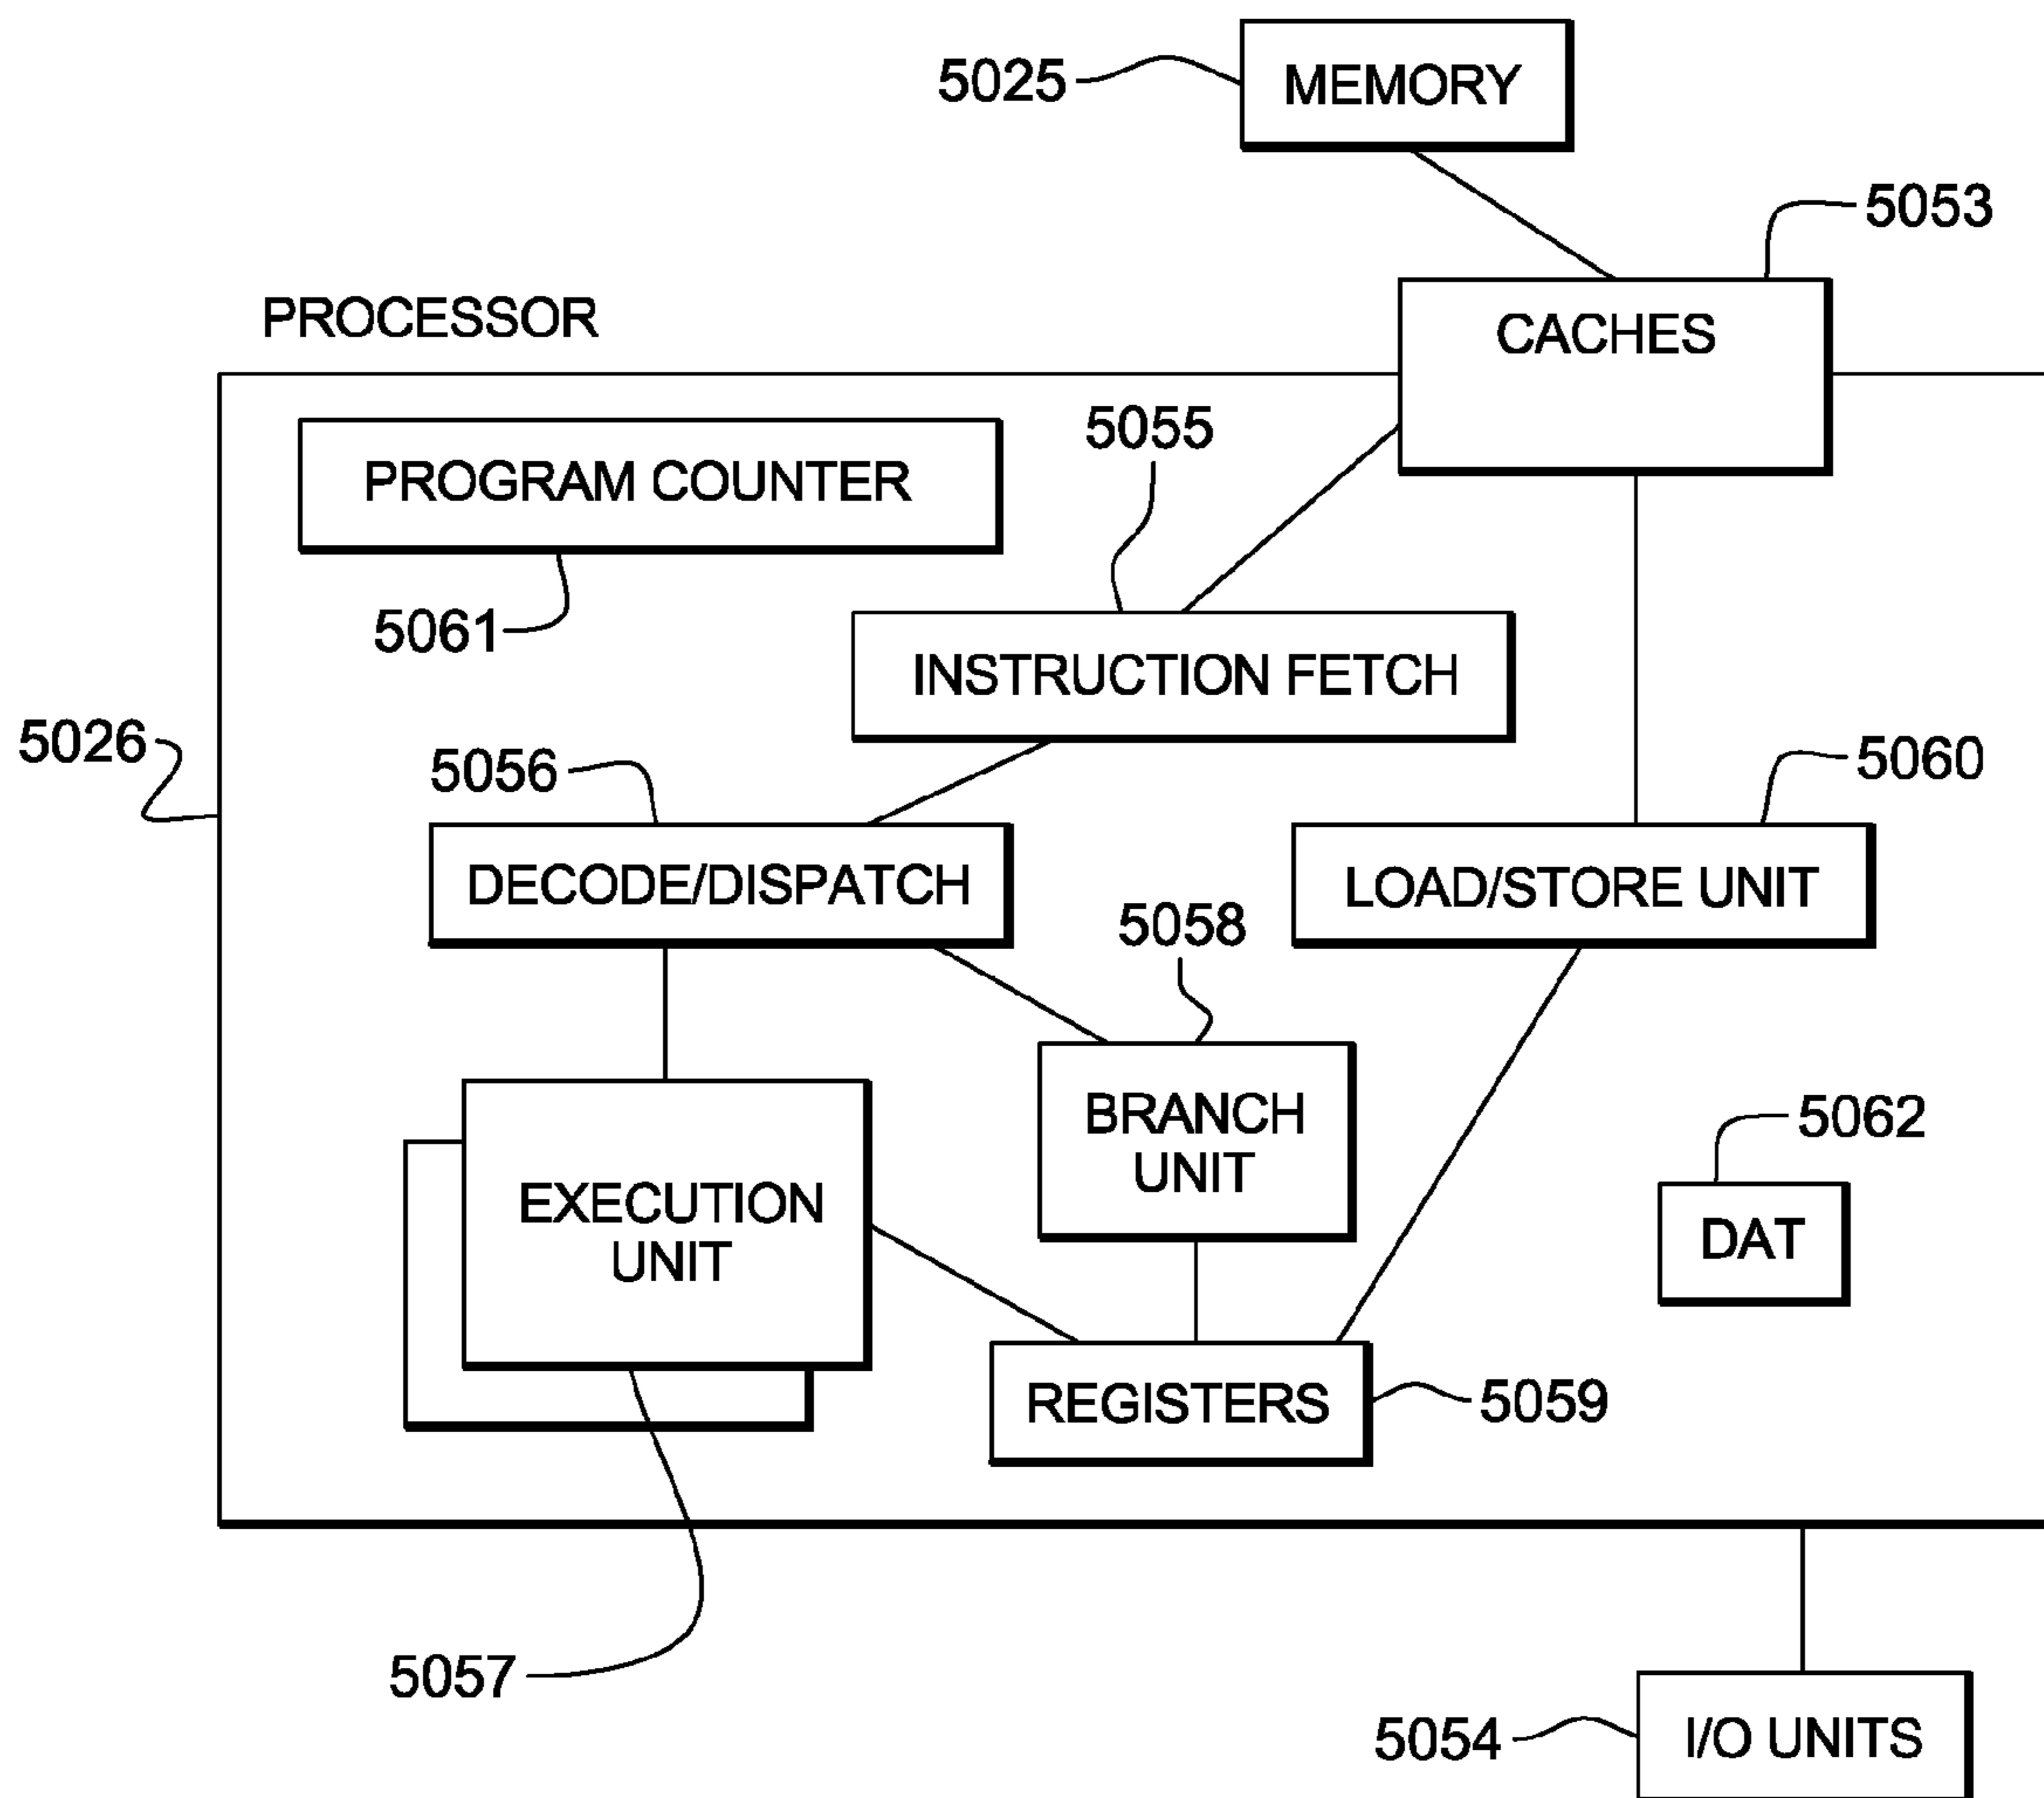 MEMORY
5025
5053
CACHES
PROCESSOR
5055
PROGRAM COUNTER
5061
INSTRUCTION FETCH
5026
5056
5060
DECODE/DISPATCH
LOAD/STORE UNIT
5058
BRANCH
UNIT
5062
EXECUTION
UNIT
DAT
REGISTERS
5059
5057
5054
I/O UNITS